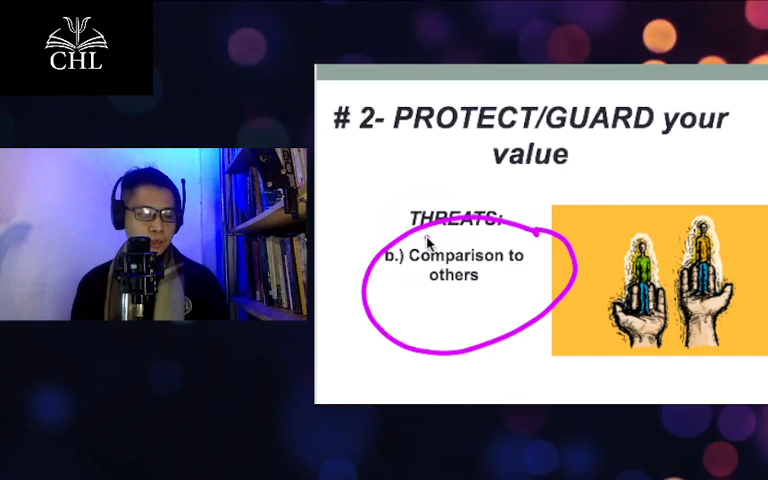 CHL
# 2- PROTECT/GUARD your
value
THREATS:
b.) Comparison to
others